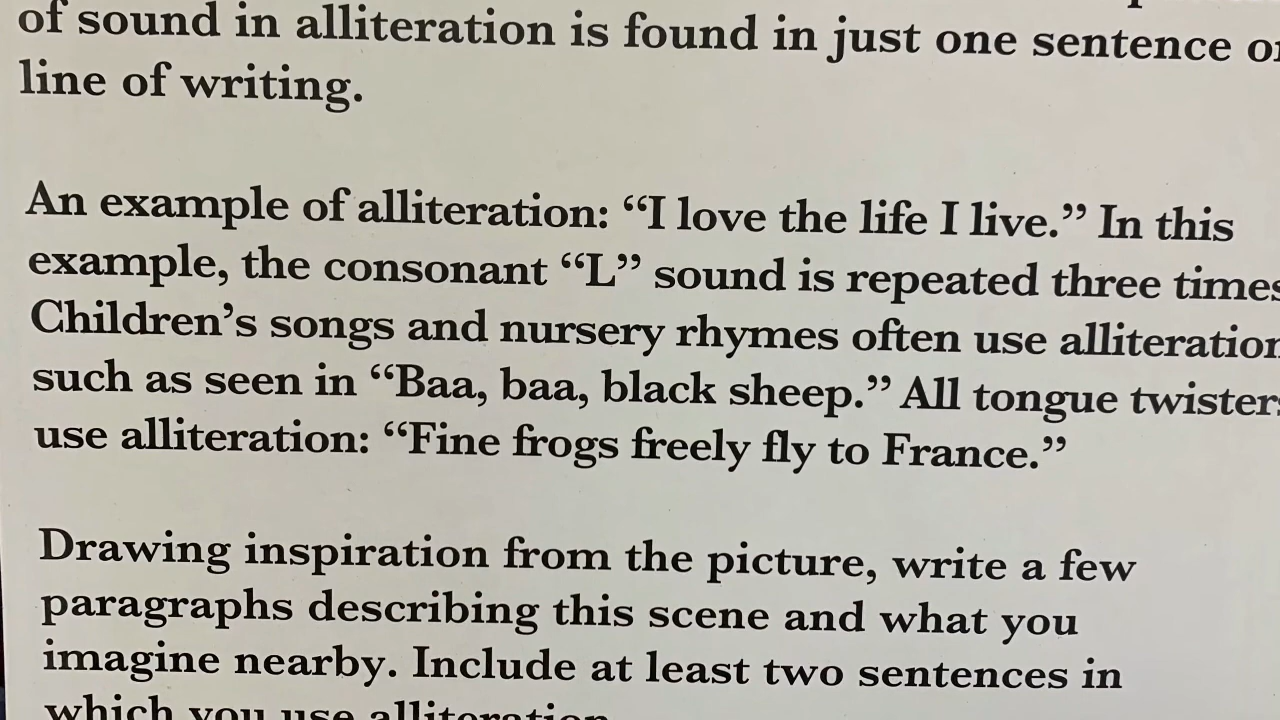 of sound in alliteration is found in just one sentence or
line of writing.
An example of alliteration: “I love the life I live.” In this
example, the consonant “L” sound is repeated three times
Children’s songs and nursery rhymes often use alliteration
such as seen in “Baa, baa, black sheep.” All tongue twisters
use alliteration: “Fine frogs freely fly to France.”
Drawing inspiration from the picture, write a few
paragraphs describing this scene and what you
imagine nearby. Include at least two sentences in
which you use alliteration.